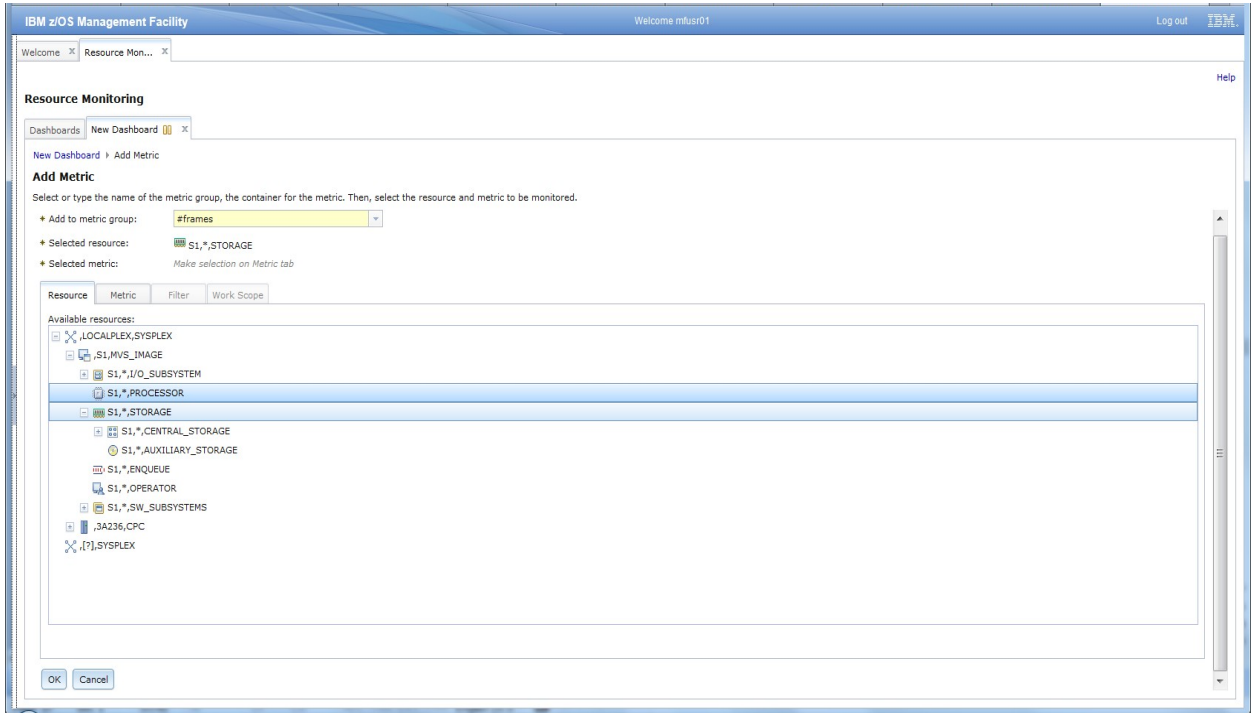 IBM z/OS Management Facility Welcome mfusr01 Log out IBM.
Welcome X Resource Mon... X
Help
Resource Monitoring
Dashboards New Dashboard X
New Dashboard Add Metric
Add Metric
Select or type the name of the metric group, the container for the metric. Then, select the resource and metric to be monitored.
Add to metric group: #frames
Selected resource: S1,*,STORAGE
Selected metric: Make selection on Metric tab
Resource Metric Filter Work Scope
Available resources:
,LOCALPLEX,SYSPLEX
,S1,MVS_IMAGE
S1,*,I/O_SUBSYSTEM
S1,*,PROCESSOR
S1,*,STORAGE
S1,*,CENTRAL_STORAGE
S1,*,AUXILIARY_STORAGE
S1,*,ENQUEUE
S1,*,OPERATOR
S1,*,SW_SUBSYSTEMS
,3A236,CPC
,[?],SYSPLEX
OK Cancel